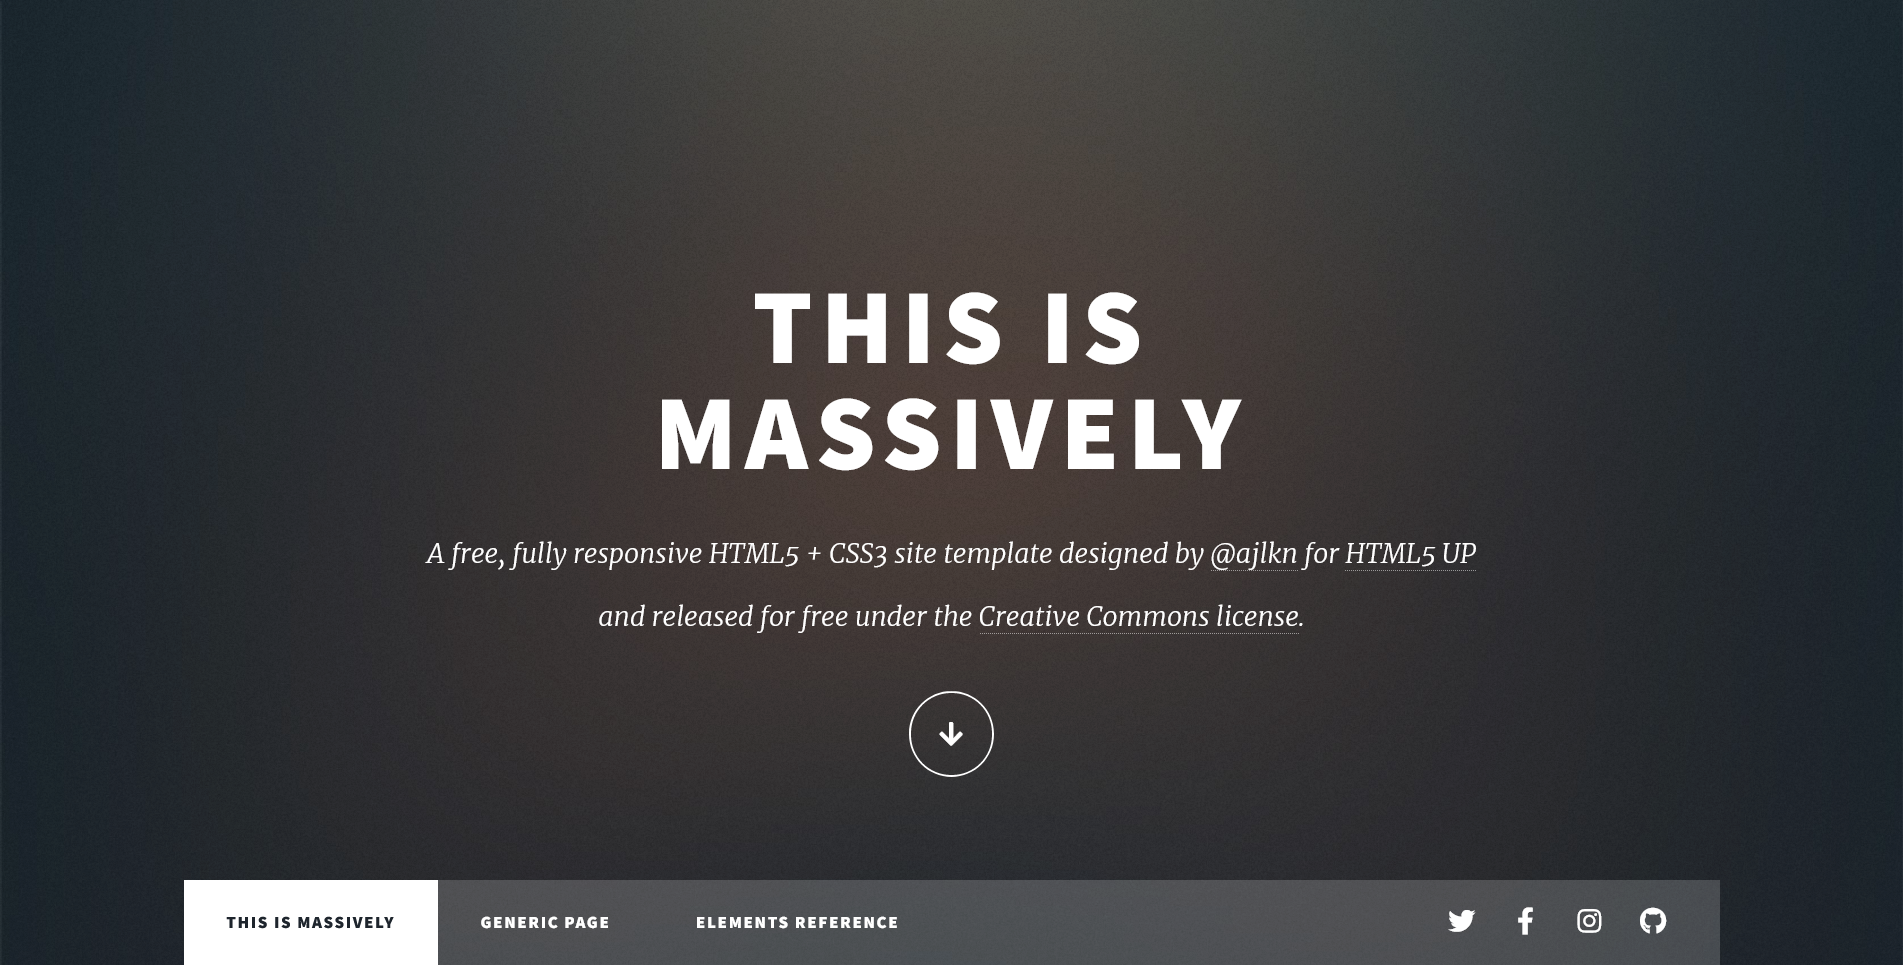 THIS IS
MASSIVELY
A free, fully responsive HTML5 + CSS3 site template designed by @ajlkn for HTML5 UP
and released for free under the Creative Commons license.
THIS IS MASSIVELY
GENERIC PAGE
ELEMENTS REFERENCE